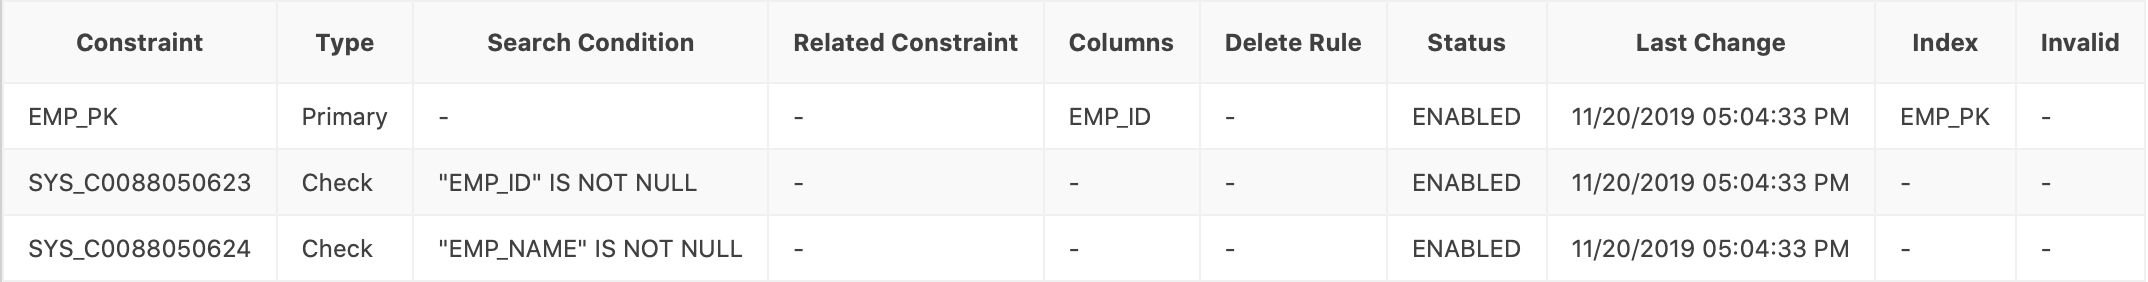 Constraint Type Search Condition Related Constraint Columns Delete Rule Status Last Change Index Invalid
EMP_PK Primary - - EMP_ID - ENABLED 11/20/2019 05:04:33 PM EMP_PK -
SYS_C0088050623 Check "EMP_ID" IS NOT NULL - - - ENABLED 11/20/2019 05:04:33 PM - -
SYS_C0088050624 Check "EMP_NAME" IS NOT NULL - - - ENABLED 11/20/2019 05:04:33 PM - -